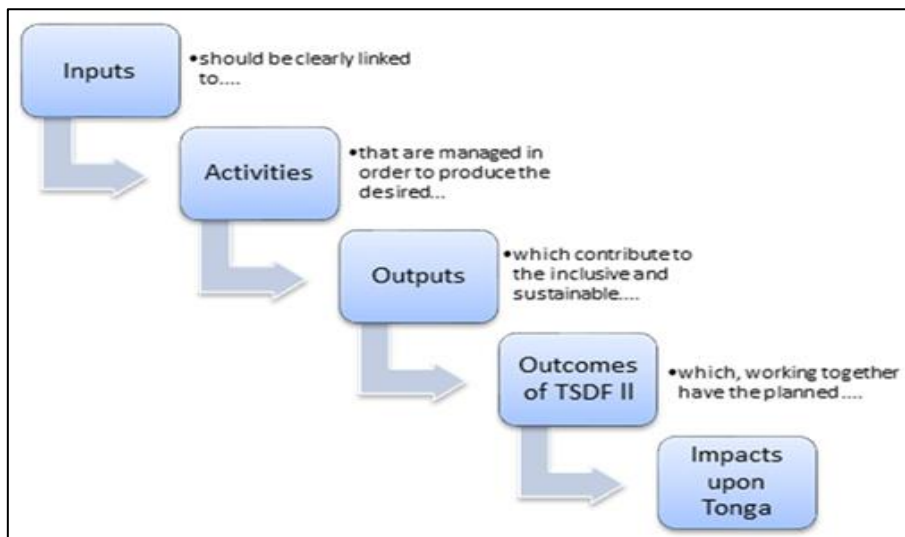 Inputs
•should be clearly linked
to....
Activities
•that are managed in
order to produce the
desired...
Outputs
•which contribute to
the inclusive and
sustainable....
Outcomes
of TSDF II
•which, working together
have the planned ....
Impacts
upon
Tonga